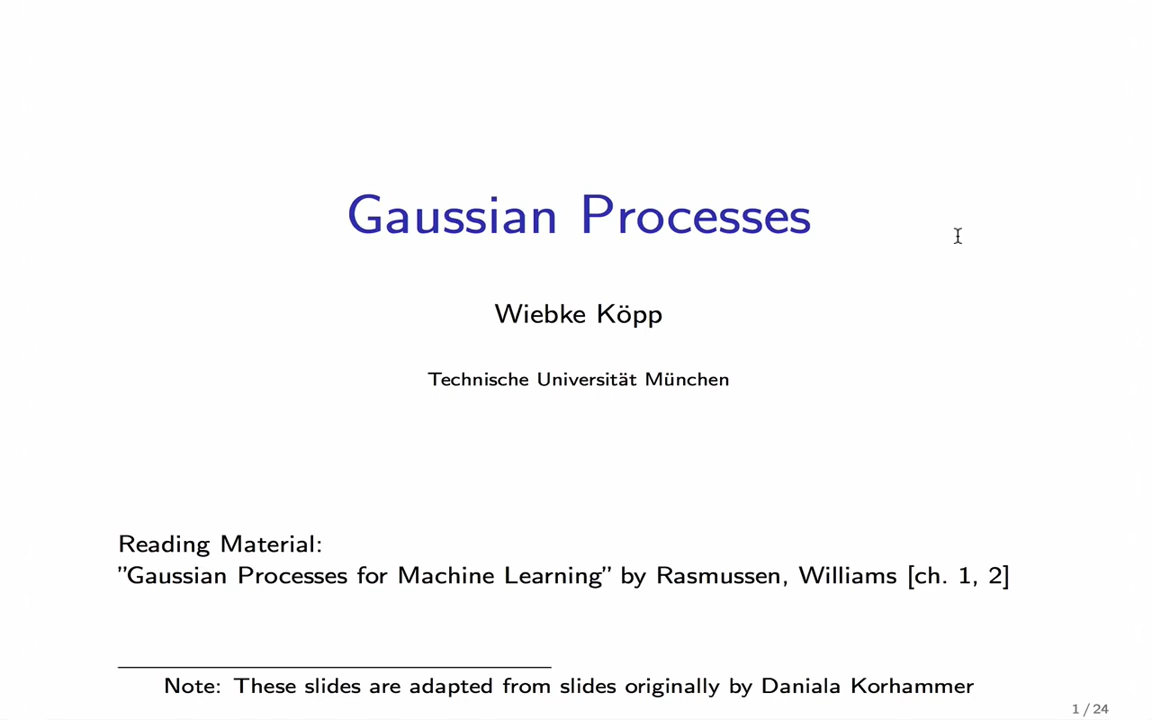 Gaussian Processes
Wiebke Köpp
Technische Universität München
Reading Material:
"Gaussian Processes for Machine Learning" by Rasmussen, Williams [ch. 1, 2]
Note: These slides are adapted from slides originally by Daniala Korhammer
1 / 24